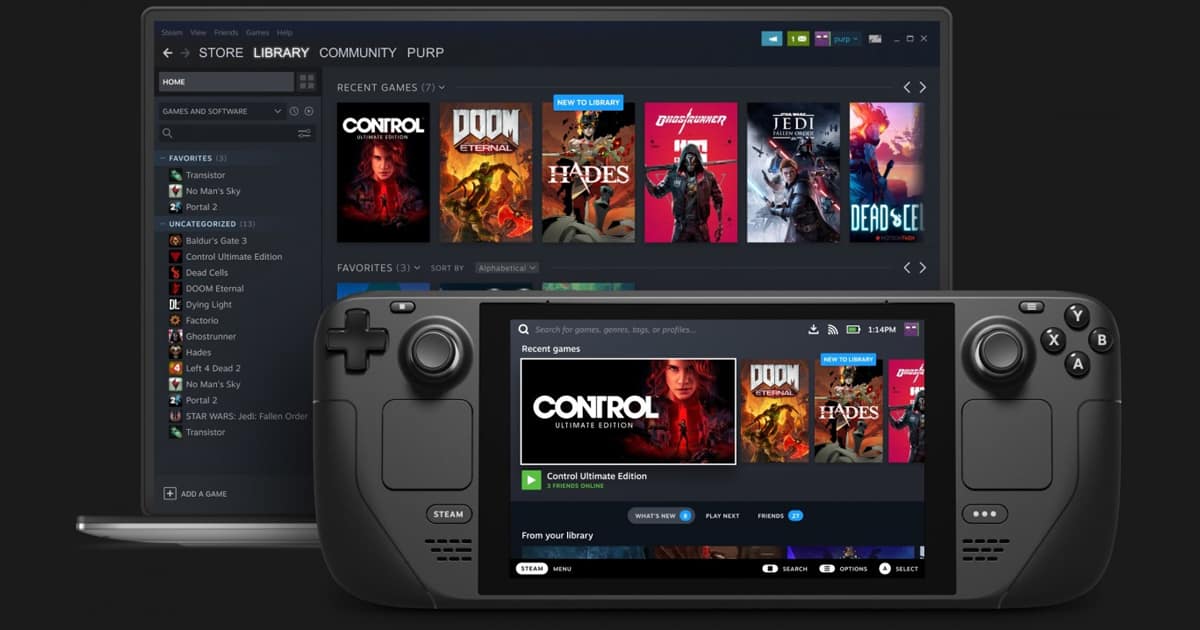 Steam View Friends Games Help
1 purp
STORE LIBRARY COMMUNITY PURP
HOME
GAMES AND SOFTWARE
FAVORITES (3)
Transistor
No Man's Sky
Portal 2
UNCATEGORIZED (13)
Baldur's Gate 3
Control Ultimate Edition
Dead Cells
DOOM Eternal
Dying Light
Factorio
Ghostrunner
Hades
Left 4 Dead 2
No Man's Sky
Portal 2
STAR WARS: Jedi: Fallen Order
Transistor
ADD A GAME
RECENT GAMES (7)
CONTROL
ULTIMATE EDITION
DOOM
ETERNAL
NEW TO LIBRARY
HADES
GHOSTRUNNER
STAR WARS
JEDI
FALLEN ORDER
DEAD CEL
MOTIONTWIN
FAVORITES (3) SORT BY Alphabetical
Search for games, genres, tags, or profiles... 1:14PM
Recent games
CONTROL
ULTIMATE EDITION
DOOM
ETERNAL
NEW TO LIBRARY
HADES
Control Ultimate Edition
3 FRIENDS ONLINE
WHAT'S NEW PLAY NEXT FRIENDS 27
From your library
STEAM MENU SEARCH OPTIONS A SELECT
STEAM
Y
X
B
A